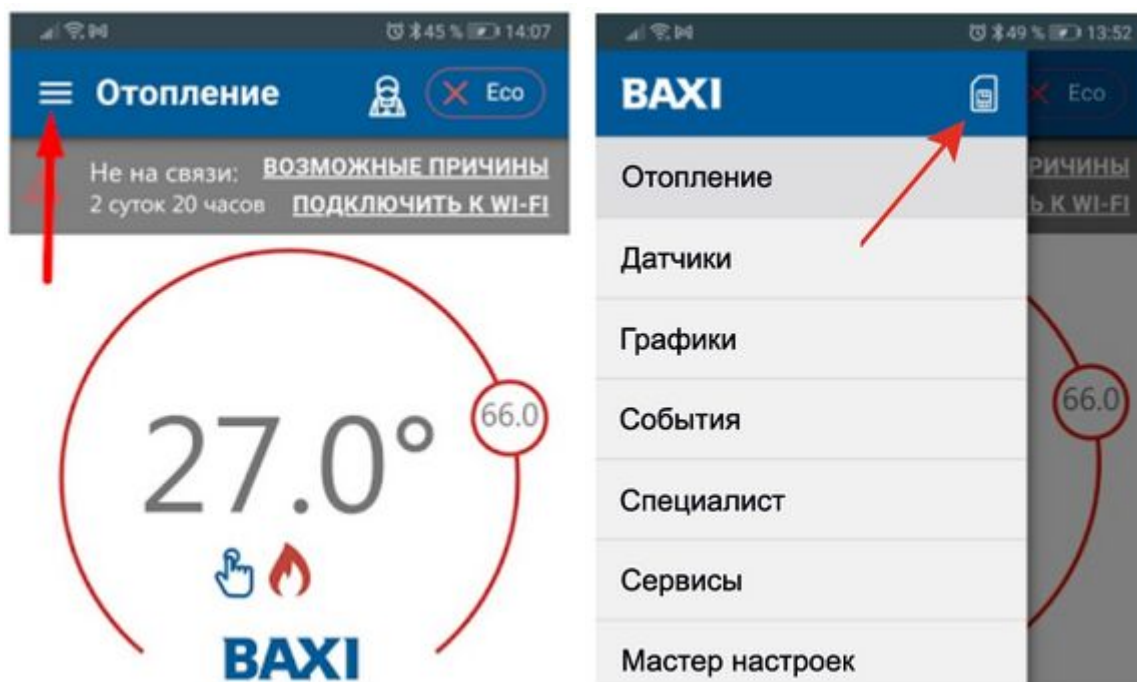 45 % 14:07
Отопление
Eco
Не на связи: ВОЗМОЖНЫЕ ПРИЧИНЫ
2 суток 20 часов ПОДКЛЮЧИТЬ К WI-FI
66.0
27.0°
BAXI
49 % 13:52
BAXI
Eco
Отопление
РИЧИНЫ
Ь К WI-FI
Датчики
Графики
События
66.0
Специалист
Сервисы
Мастер настроек